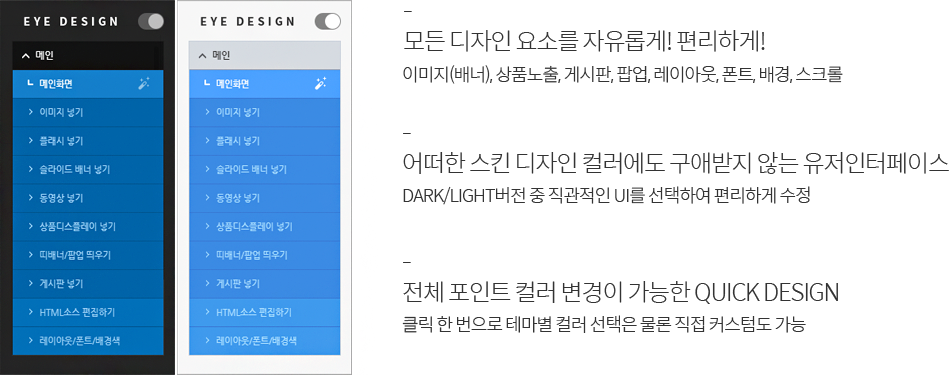 EYE DESIGN
메인
메인화면
이미지 넣기
플래시 넣기
슬라이드 배너 넣기
동영상 넣기
상품디스플레이 넣기
띠배너/팝업 띄우기
게시판 넣기
HTML소스 편집하기
레이아웃/폰트/배경색
EYE DESIGN
메인
메인화면
이미지 넣기
플래시 넣기
슬라이드 배너 넣기
동영상 넣기
상품디스플레이 넣기
띠배너/팝업 띄우기
게시판 넣기
HTML소스 편집하기
레이아웃/폰트/배경색
모든 디자인 요소를 자유롭게! 편리하게!
이미지(배너), 상품노출, 게시판, 팝업, 레이아웃, 폰트, 배경, 스크롤
어떠한 스킨 디자인 컬러에도 구애받지 않는 유저인터페이스
DARK/LIGHT버전 중 직관적인 UI를 선택하여 편리하게 수정
전체 포인트 컬러 변경이 가능한 QUICK DESIGN
클릭 한 번으로 테마별 컬러 선택은 물론 직접 커스텀도 가능